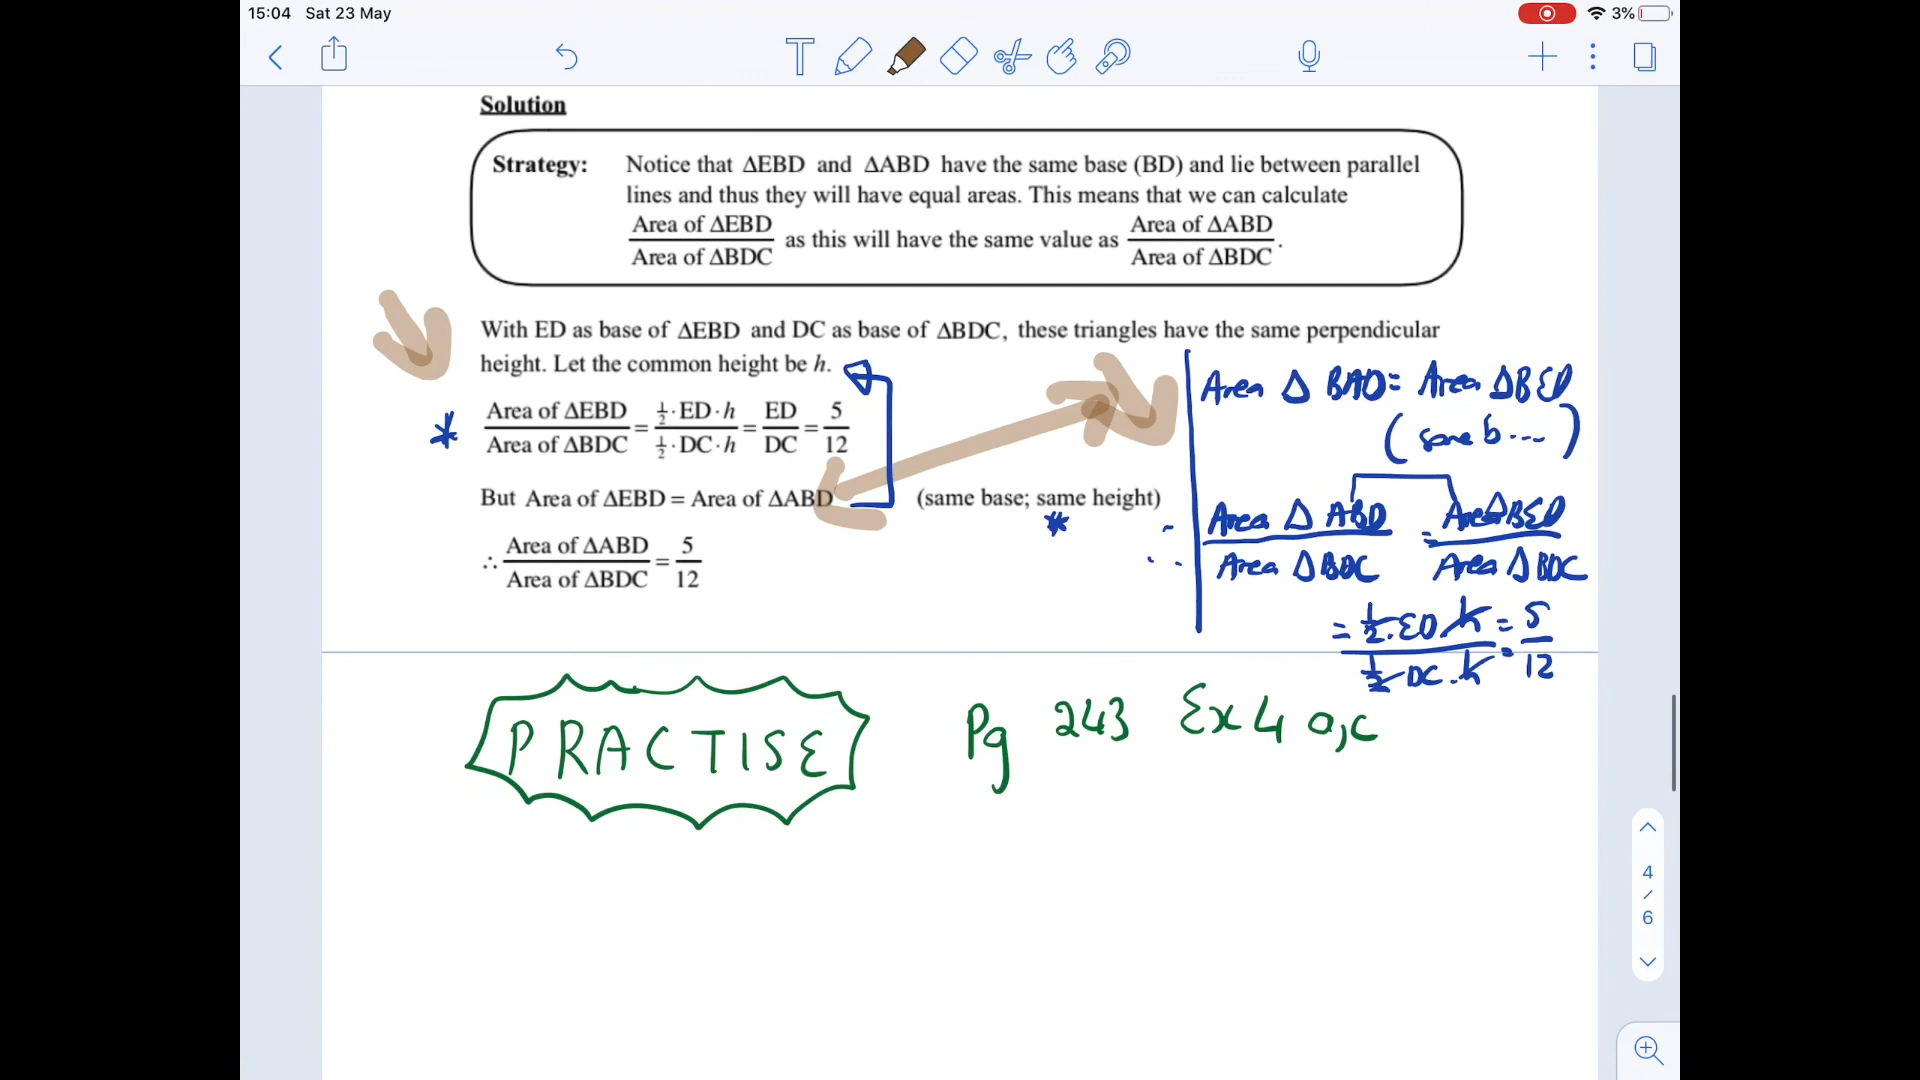 15:04 Sat 23 May 3%
Solution
Strategy: Notice that ΔEBD and ΔABD have the same base (BD) and lie between parallel
lines and thus they will have equal areas. This means that we can calculate
Area of ΔEBD / Area of ΔBDC as this will have the same value as Area of ΔABD / Area of ΔBDC.
With ED as base of ΔEBD and DC as base of ΔBDC, these triangles have the same perpendicular
height. Let the common height be h.
* Area of ΔEBD / Area of ΔBDC = ½·ED·h / ½·DC·h = ED / DC = 5 / 12
But Area of ΔEBD = Area of ΔABD (same base; same height)
*
∴ Area of ΔABD / Area of ΔBDC = 5 / 12
Area Δ BAD = Area ΔBED
(same b...)
∴ Area Δ ABD / Area ΔBDC = Area ΔBED / Area ΔBDC
= ½.ED.h / ½DC.h = 5 / 12
PRACTISE Pg 243 Ex 4 a,c
4
/
6